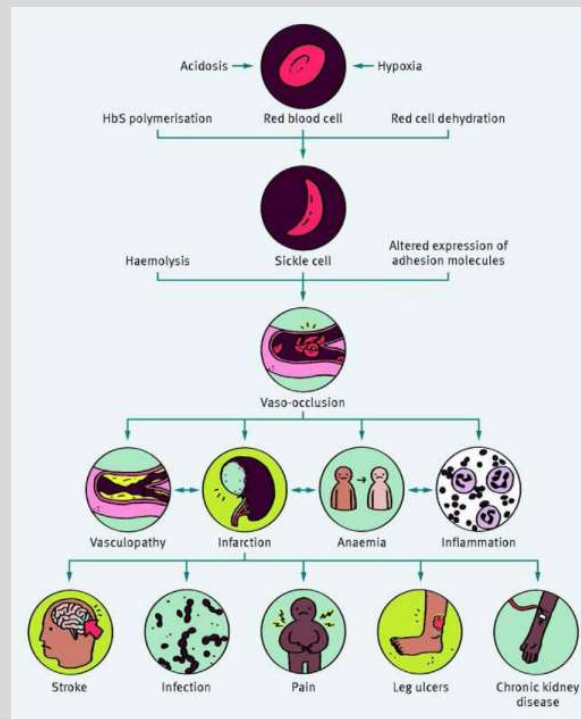 Acidosis
Hypoxia
HbS polymerisation
Red blood cell
Red cell dehydration
Haemolysis
Sickle cell
Altered expression of
adhesion molecules
Vaso-occlusion
Vasculopathy
Infarction
Anaemia
Inflammation
Stroke
Infection
Pain
Leg ulcers
Chronic kidney
disease